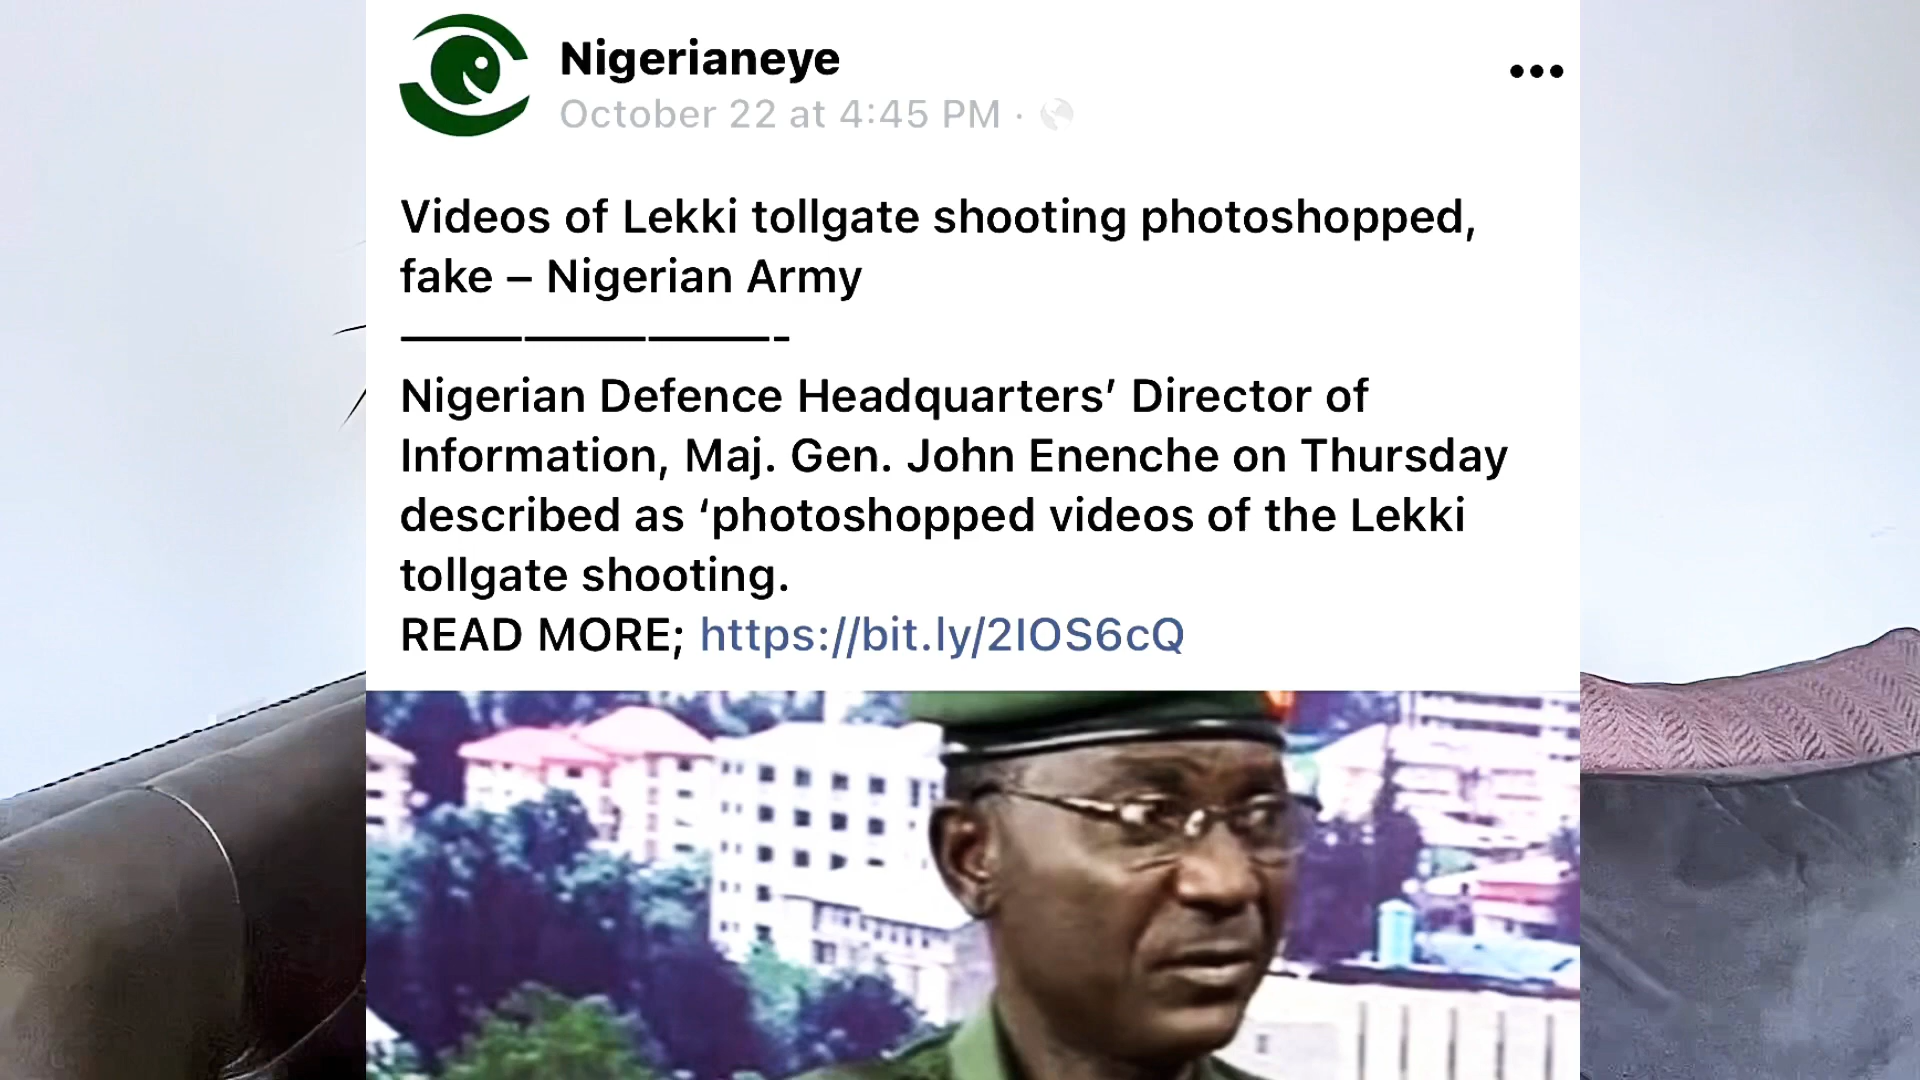 Nigerianeye
October 22 at 4:45 PM ·
Videos of Lekki tollgate shooting photoshopped,
fake – Nigerian Army
———————————-
Nigerian Defence Headquarters’ Director of
Information, Maj. Gen. John Enenche on Thursday
described as ‘photoshopped videos of the Lekki
tollgate shooting.
READ MORE; https://bit.ly/2IOS6cQ